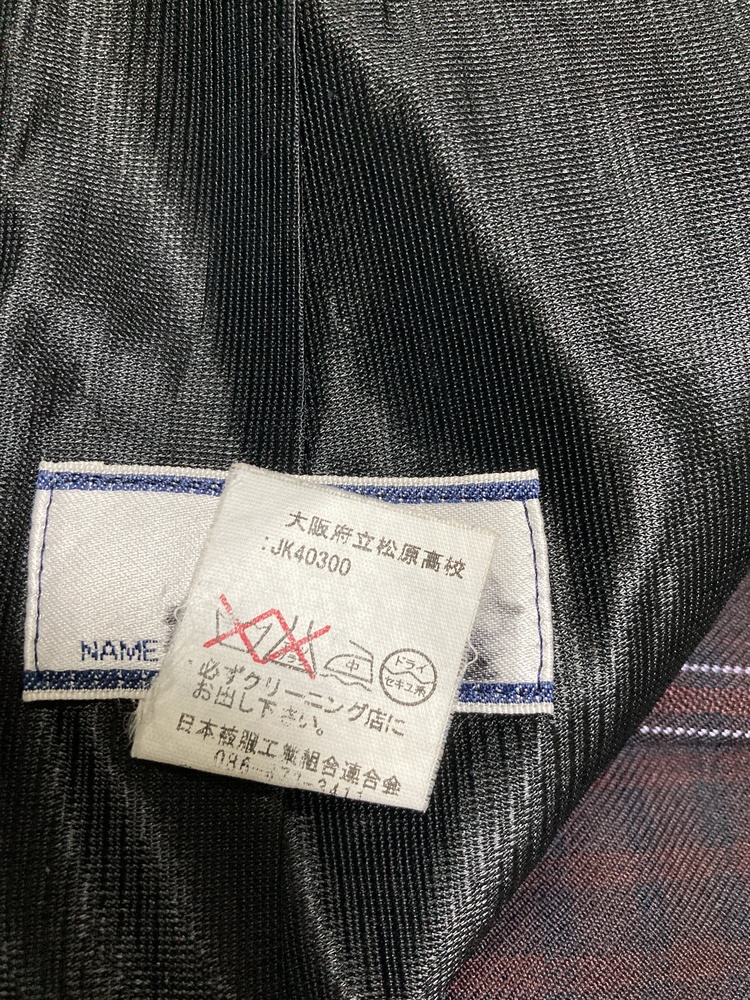 大阪府立松原高校
:JK40300
中
ドライ
セキユ系
NAME
必ずクリーニング店に
お出し下さい。
日本被服工業組合連合会